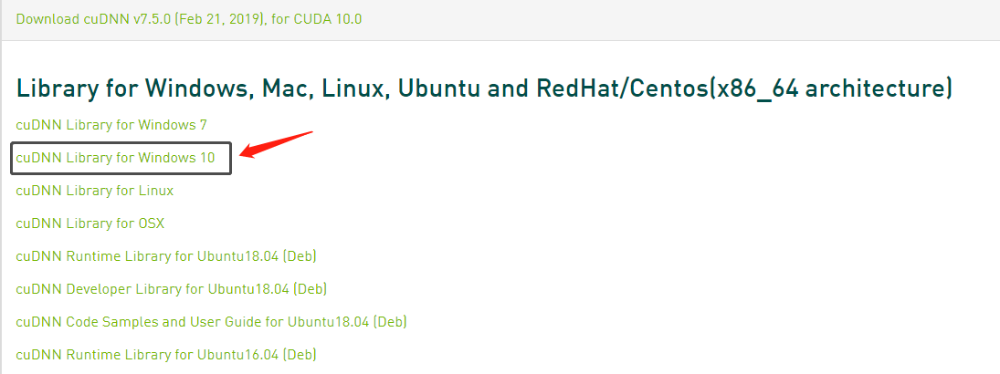 Download cuDNN v7.5.0 (Feb 21, 2019), for CUDA 10.0
Library for Windows, Mac, Linux, Ubuntu and RedHat/Centos(x86_64 architecture)
cuDNN Library for Windows 7
cuDNN Library for Windows 10
cuDNN Library for Linux
cuDNN Library for OSX
cuDNN Runtime Library for Ubuntu18.04 (Deb)
cuDNN Developer Library for Ubuntu18.04 (Deb)
cuDNN Code Samples and User Guide for Ubuntu18.04 (Deb)
cuDNN Runtime Library for Ubuntu16.04 (Deb)